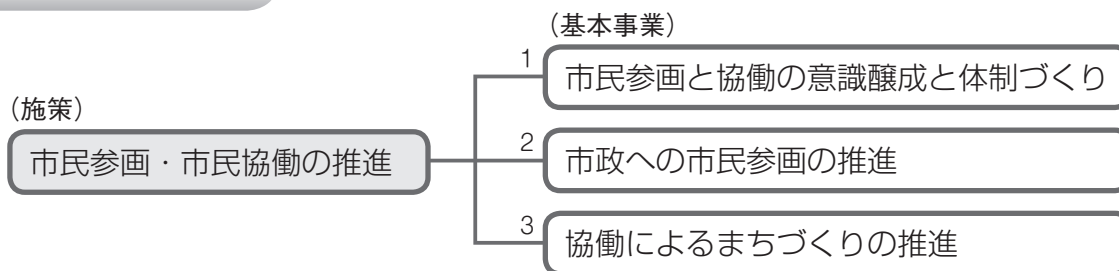 （基本事業）
1
市民参画と協働の意識醸成と体制づくり
（施策）
市民参画・市民協働の推進
2
市政への市民参画の推進
3
協働によるまちづくりの推進